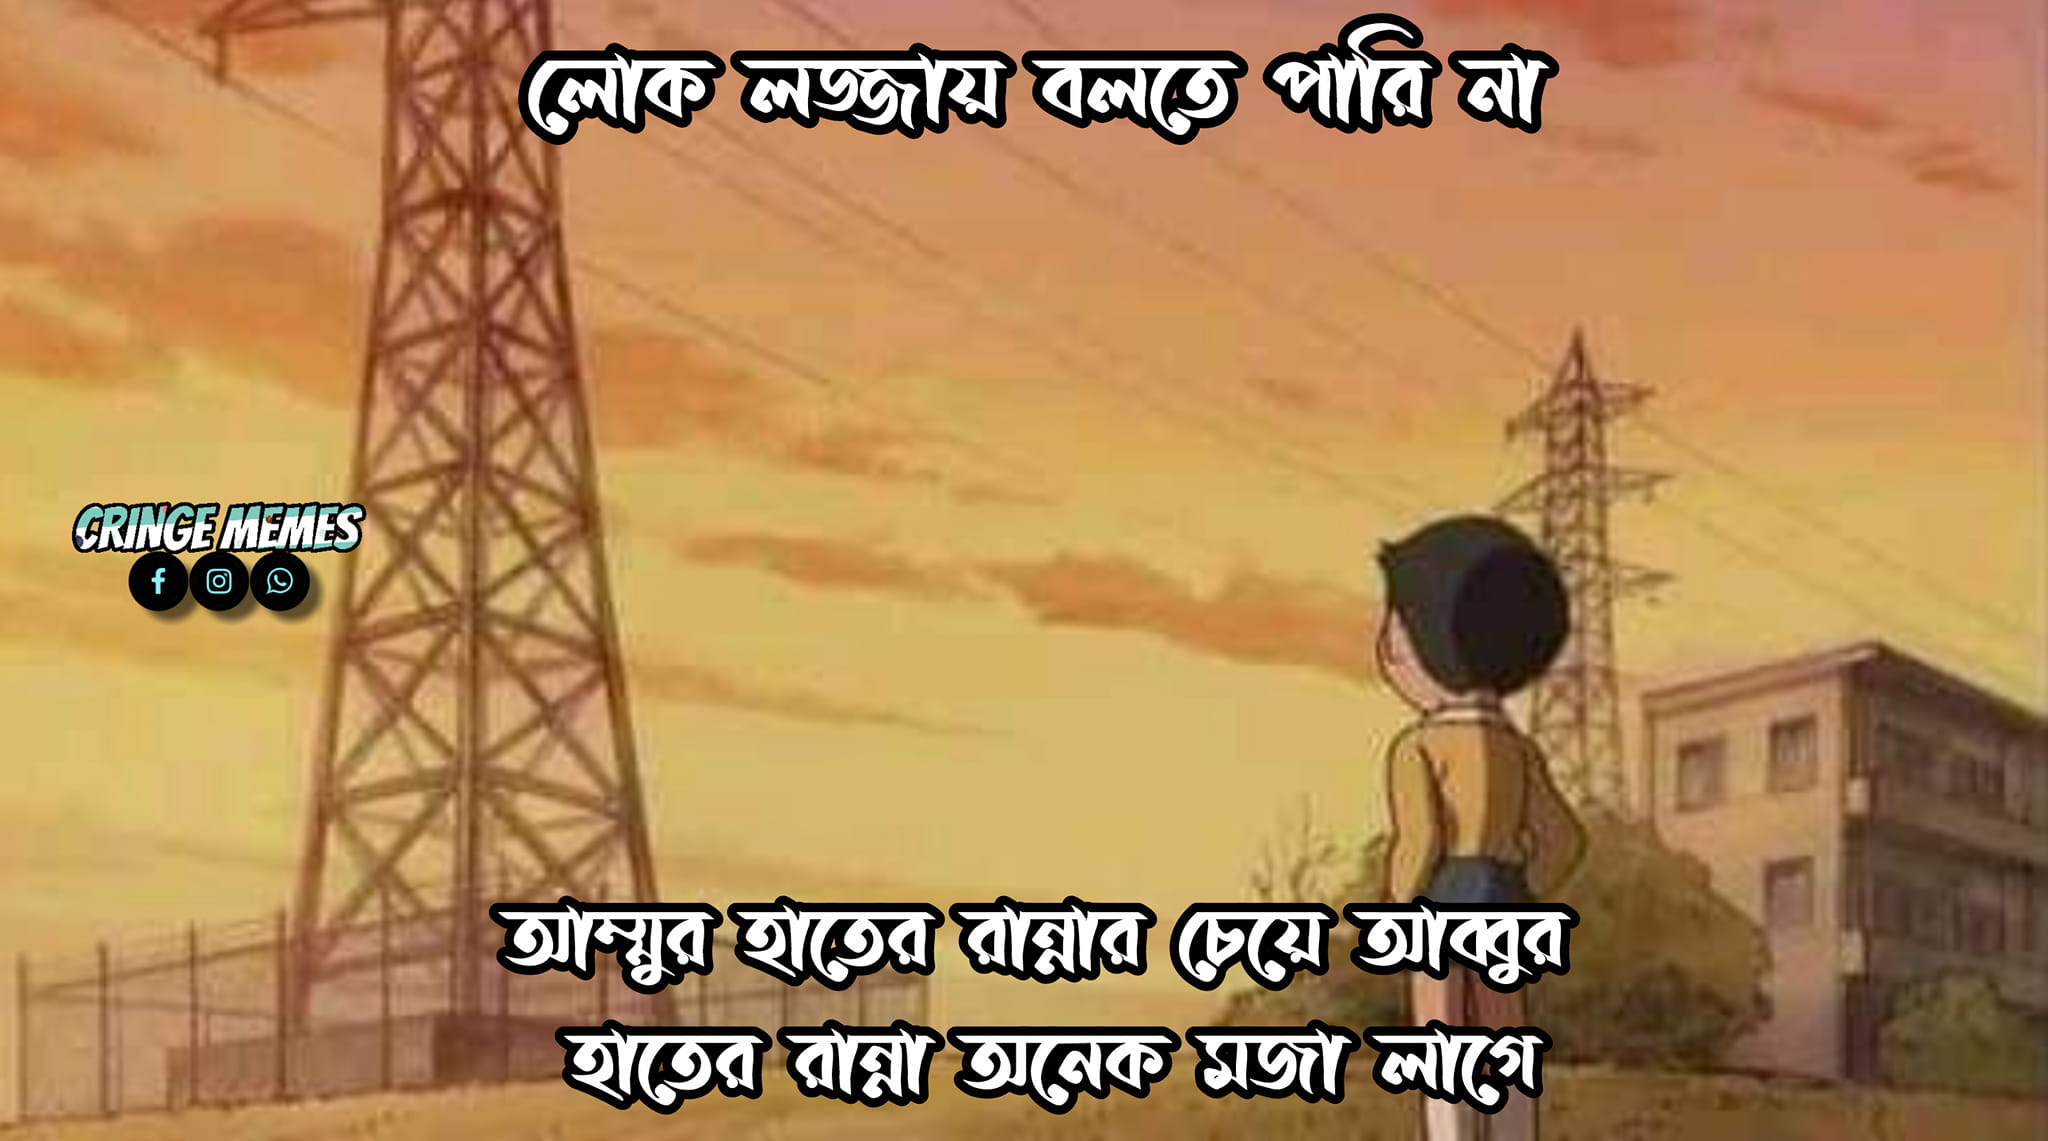 লোক লজ্জায় বলতে পারি না
CRINGE MEMES
আম্মুর হাতের রান্নার চেয়ে আব্বুর
হাতের রান্না অনেক মজা লাগে